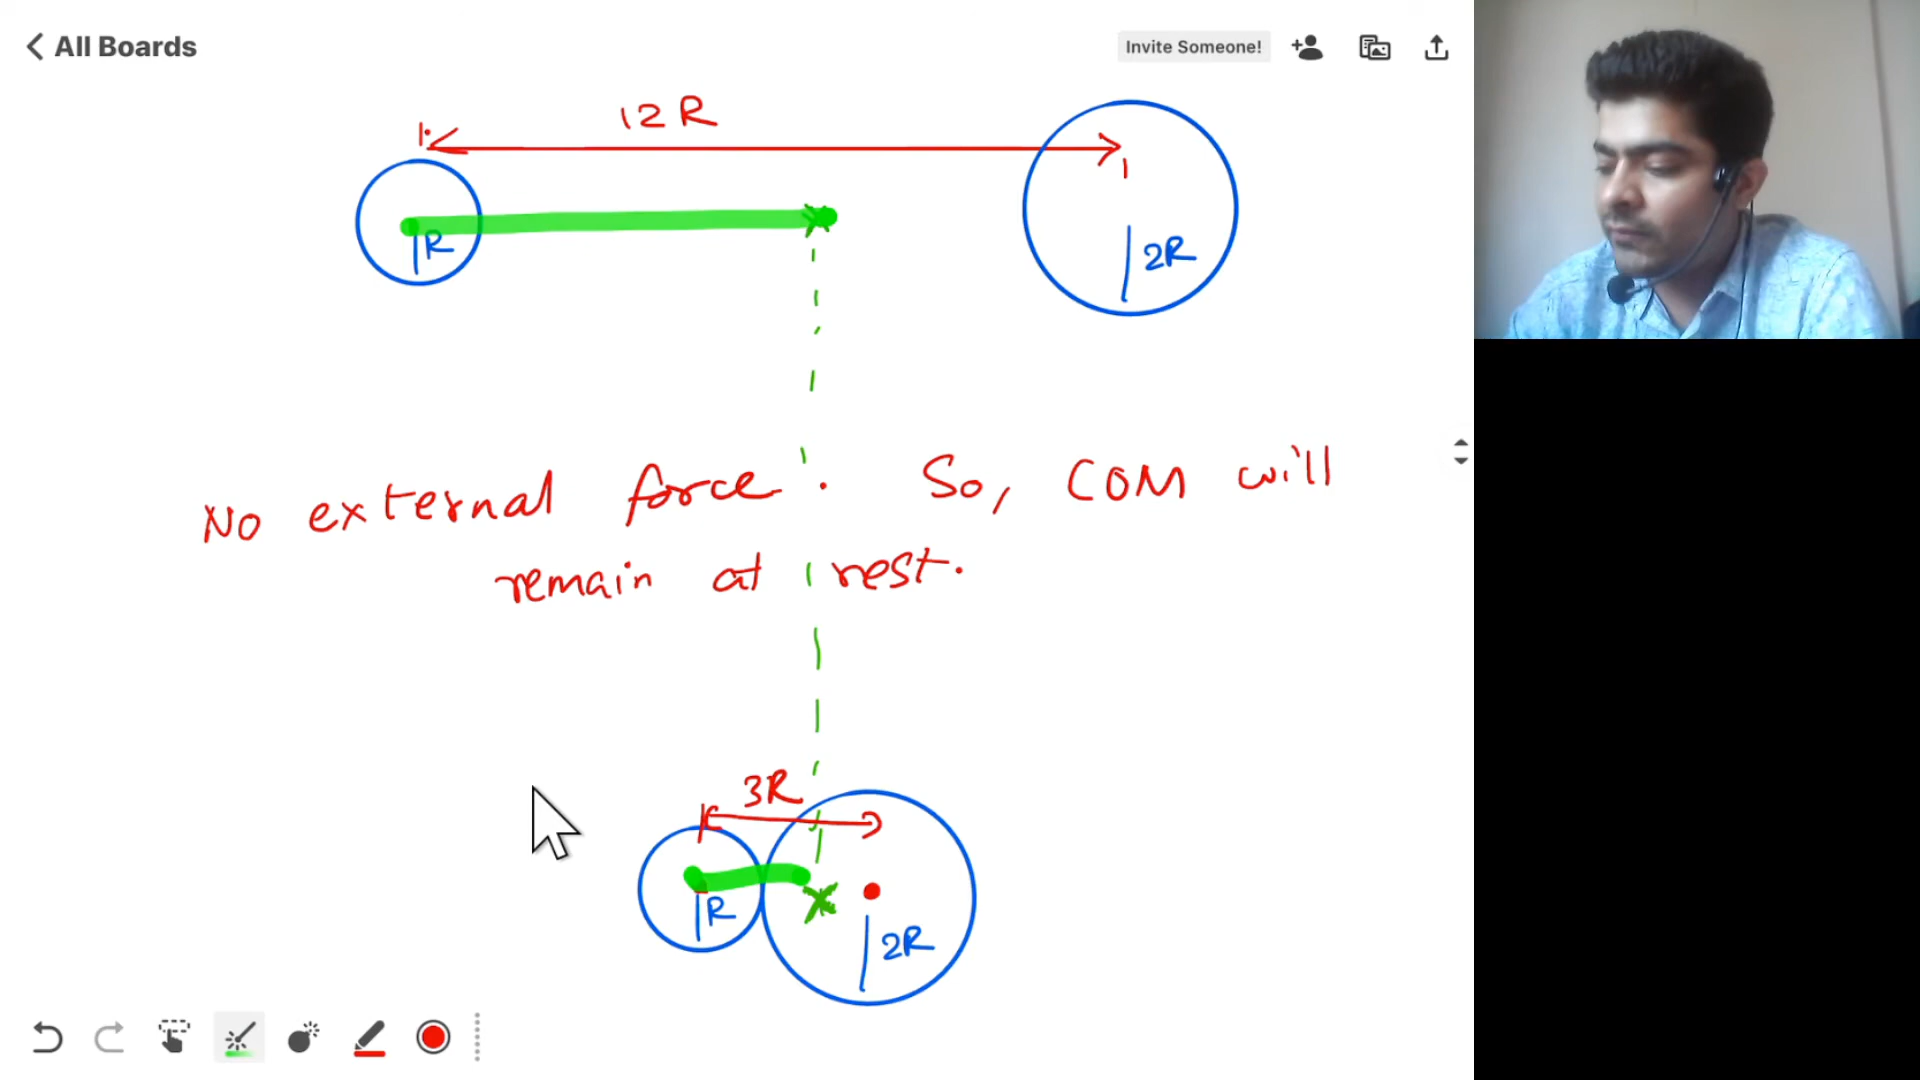 All Boards
Invite Someone!
12R
R
2R
No external force. So, COM will
remain at rest.
3R
R
2R